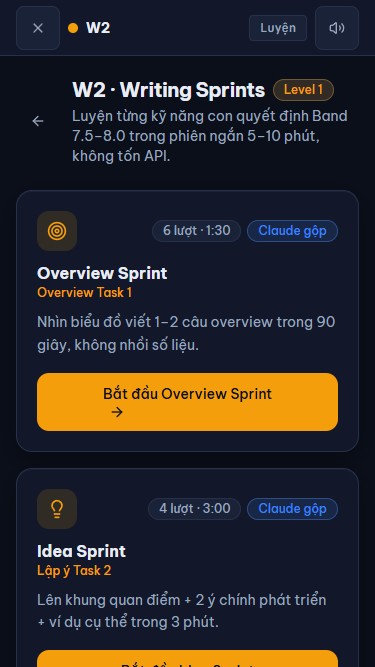 W2
Luyện
W2 · Writing Sprints
Level 1
Luyện từng kỹ năng con quyết định Band
7.5–8.0 trong phiên ngắn 5–10 phút,
không tốn API.
6 lượt · 1:30
Claude gộp
Overview Sprint
Overview Task 1
Nhìn biểu đồ viết 1–2 câu overview trong 90
giây, không nhồi số liệu.
Bắt đầu Overview Sprint
→
4 lượt · 3:00
Claude gộp
Idea Sprint
Lập ý Task 2
Lên khung quan điểm + 2 ý chính phát triển
+ ví dụ cụ thể trong 3 phút.